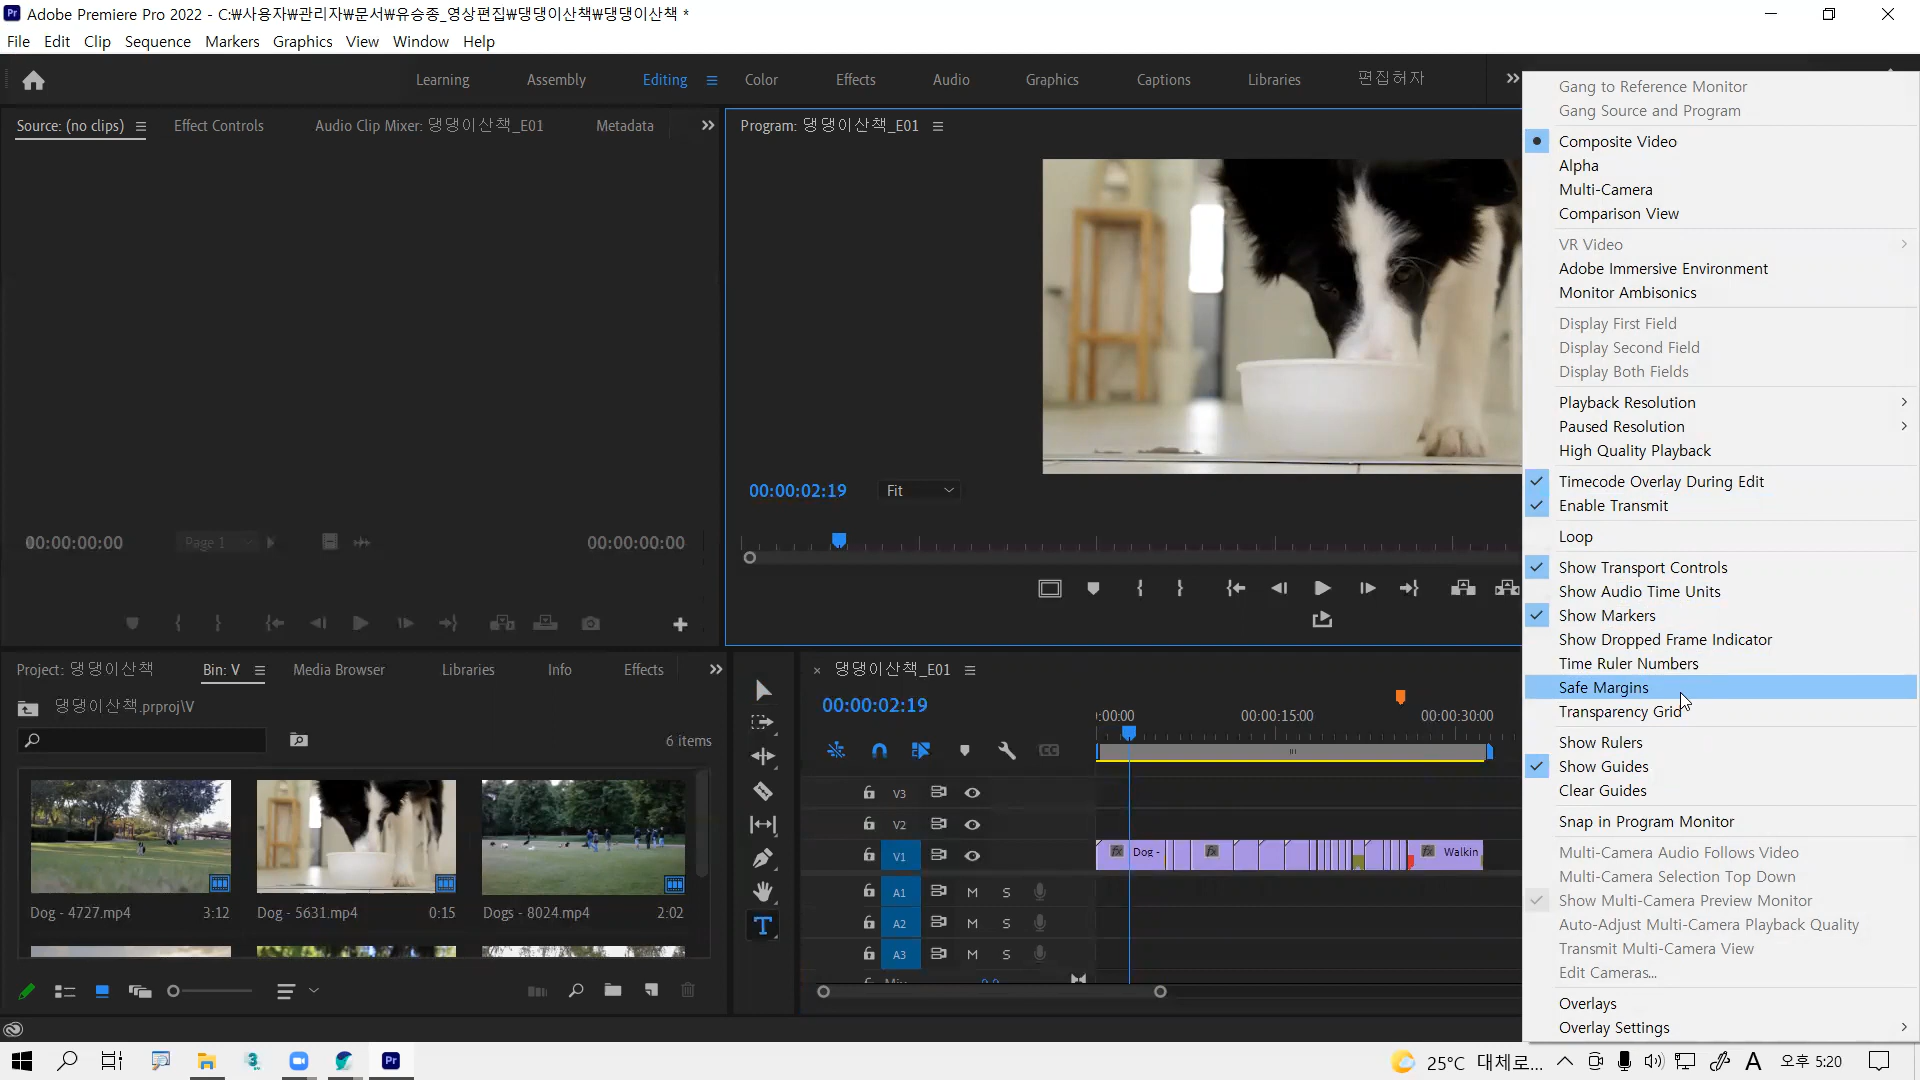 Adobe Premiere Pro 2022 - C:₩사용자₩관리자₩문서₩유승종_영상편집₩댕댕이산책₩댕댕이산책 *
File Edit Clip Sequence Markers Graphics View Window Help
Learning Assembly Editing Color Effects Audio Graphics Captions Libraries 편집허자
Source: (no clips) Effect Controls Audio Clip Mixer: 댕댕이산책_E01 Metadata
Program: 댕댕이산책_E01
00:00:02:19 Fit
00:00:00:00 Page 1 00:00:00:00
Project: 댕댕이산책 Bin: V Media Browser Libraries Info Effects
댕댕이산책.prproj₩V
6 items
Dog - 4727.mp4 3:12
Dog - 5631.mp4 0:15
Dogs - 8024.mp4 2:02
댕댕이산책_E01
00:00:02:19
:00:00 00:00:15:00 00:00:30:00
V3
V2
V1 Dog - Walkin
A1 M S
A2 M S
A3 M S
Gang to Reference Monitor
Gang Source and Program
Composite Video
Alpha
Multi-Camera
Comparison View
VR Video
Adobe Immersive Environment
Monitor Ambisonics
Display First Field
Display Second Field
Display Both Fields
Playback Resolution
Paused Resolution
High Quality Playback
Timecode Overlay During Edit
Enable Transmit
Loop
Show Transport Controls
Show Audio Time Units
Show Markers
Show Dropped Frame Indicator
Time Ruler Numbers
Safe Margins
Transparency Grid
Show Rulers
Show Guides
Clear Guides
Snap in Program Monitor
Multi-Camera Audio Follows Video
Multi-Camera Selection Top Down
Show Multi-Camera Preview Monitor
Auto-Adjust Multi-Camera Playback Quality
Transmit Multi-Camera View
Edit Cameras...
Overlays
Overlay Settings
25°C 대체로... A 오후 5:20